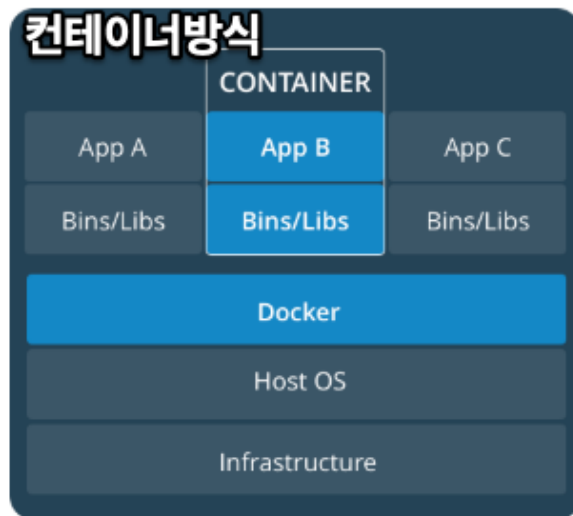 컨테이너방식
CONTAINER
App A App B App C
Bins/Libs Bins/Libs Bins/Libs
Docker
Host OS
Infrastructure